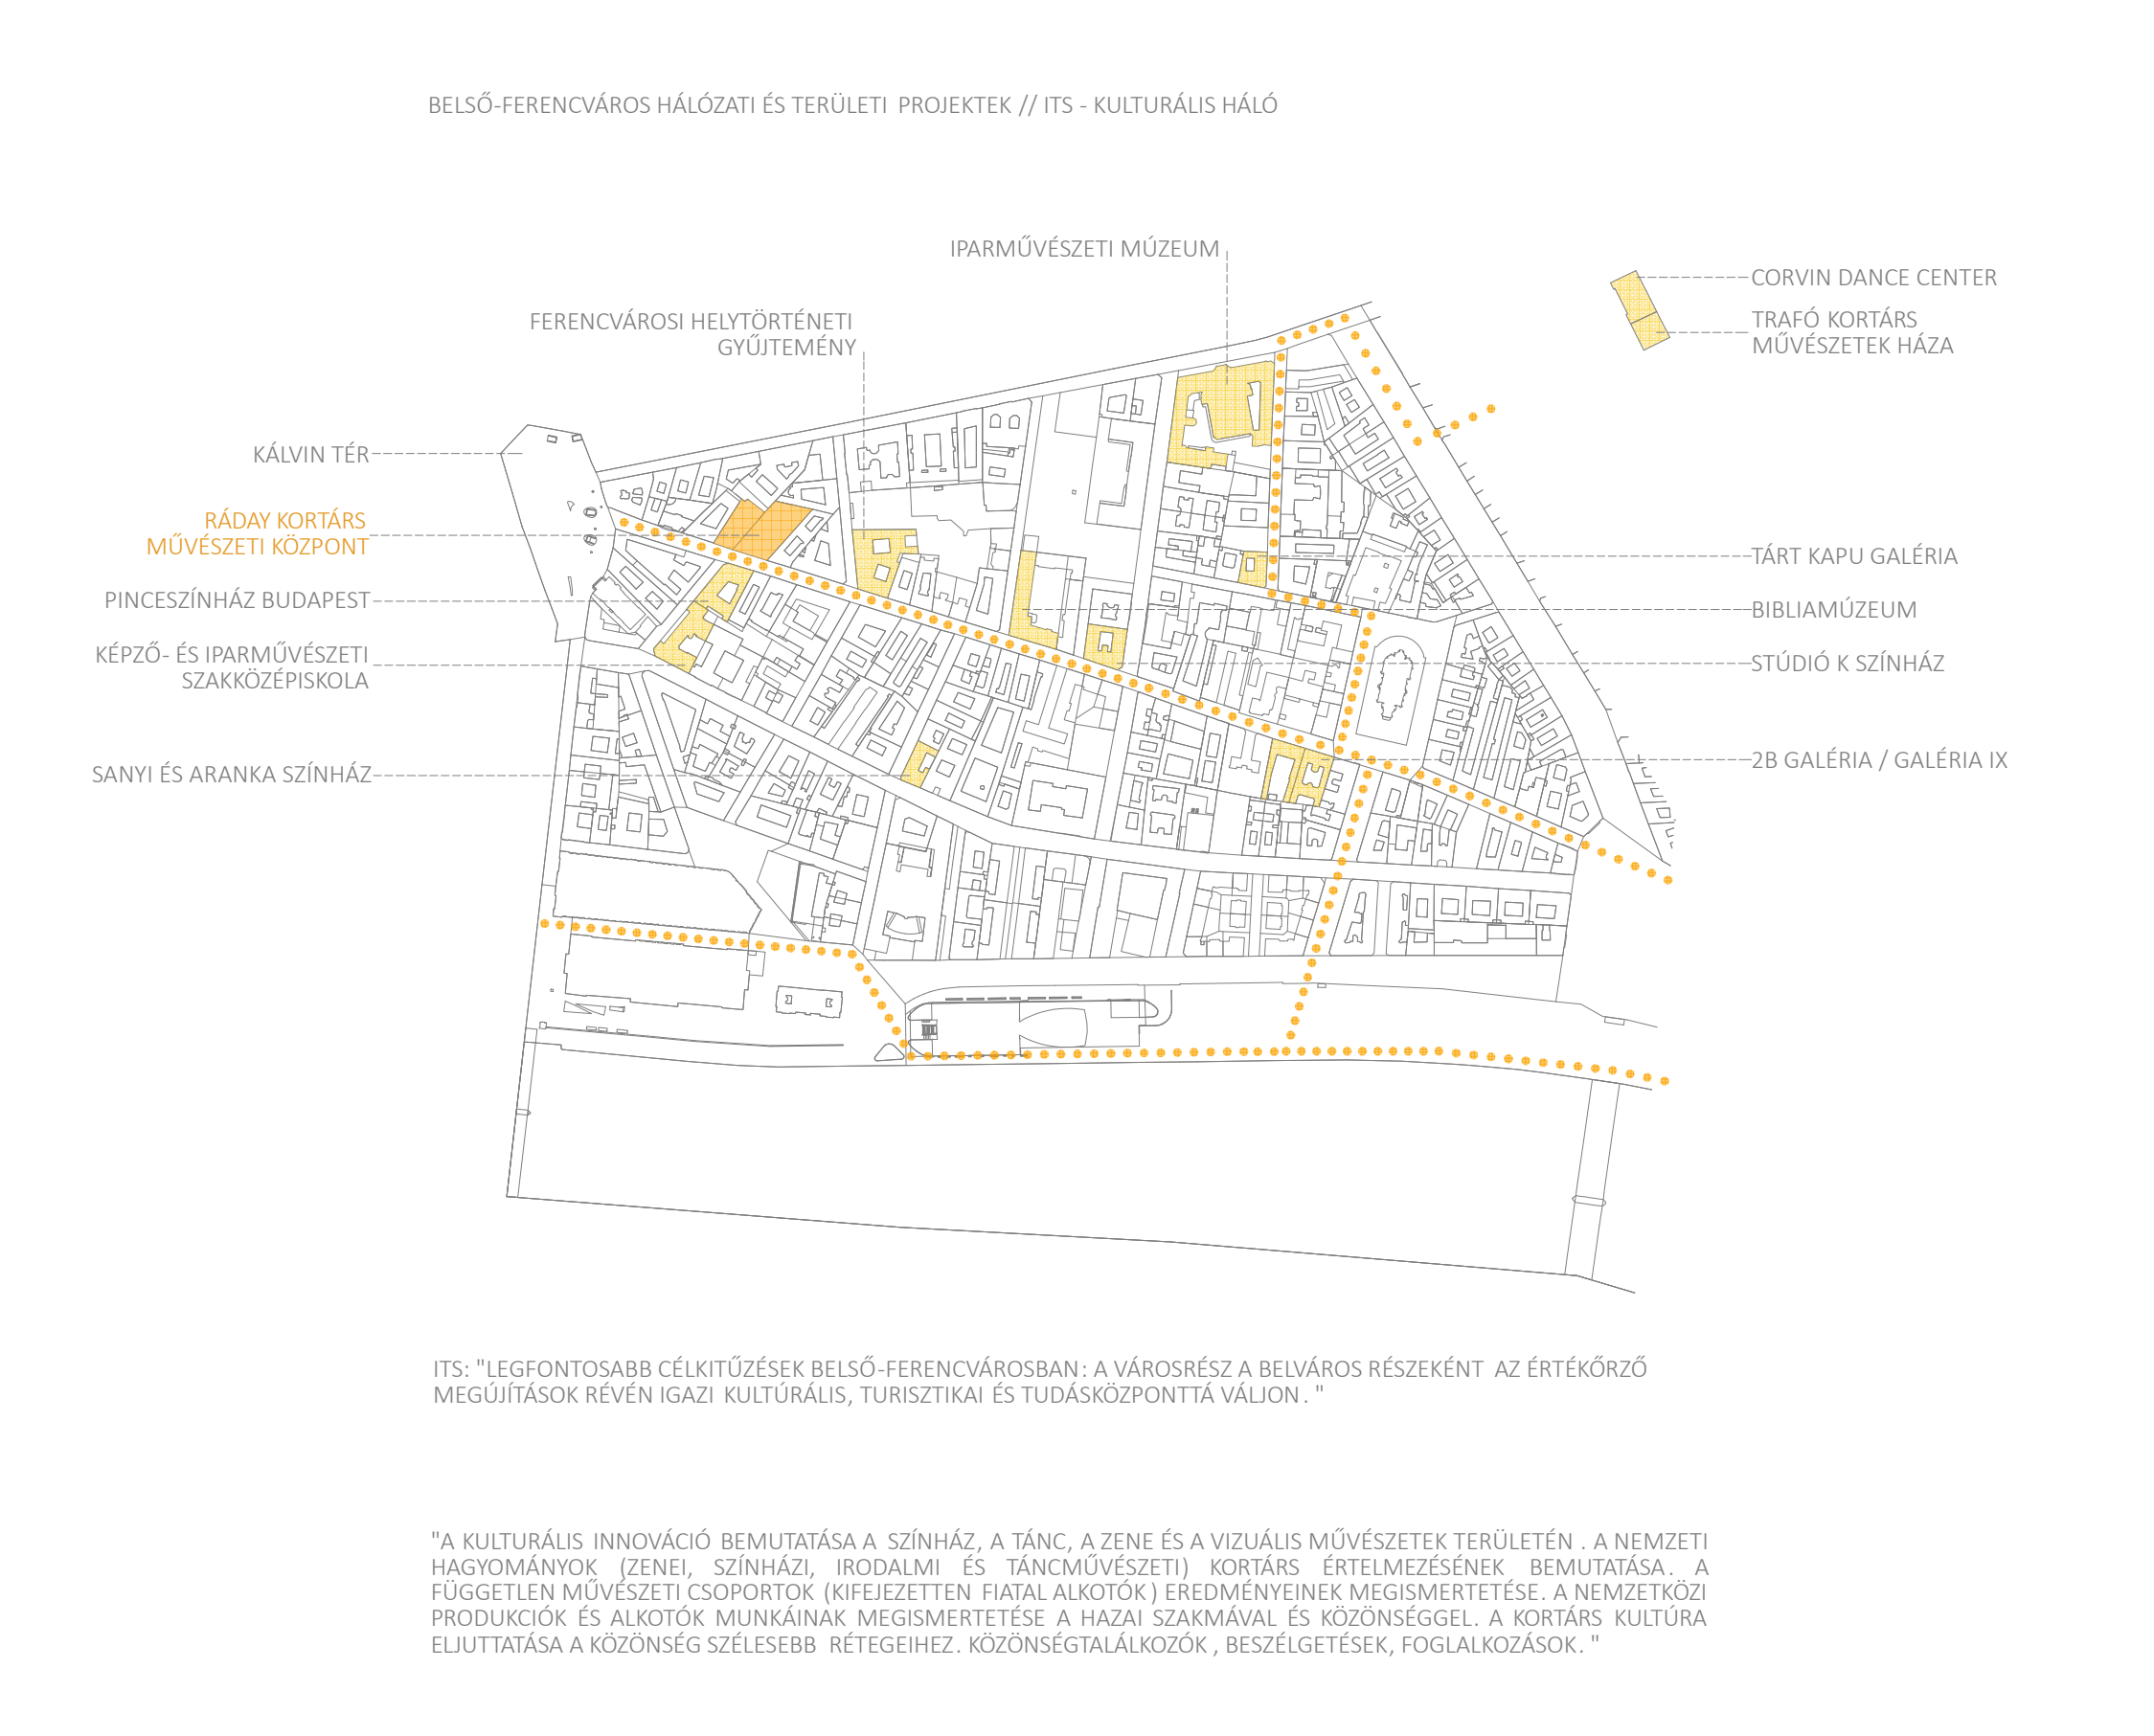 BELSŐ-FERENCVÁROS HÁLÓZATI ÉS TERÜLETI PROJEKTEK // ITS - KULTURÁLIS HÁLÓ
IPARMŰVÉSZETI MÚZEUM
CORVIN DANCE CENTER
TRAFÓ KORTÁRS
MŰVÉSZETEK HÁZA
FERENCVÁROSI HELYTÖRTÉNETI
GYŰJTEMÉNY
KÁLVIN TÉR
RÁDAY KORTÁRS
MŰVÉSZETI KÖZPONT
TÁRT KAPU GALÉRIA
PINCESZÍNHÁZ BUDAPEST
BIBLIAMÚZEUM
KÉPZŐ- ÉS IPARMŰVÉSZETI
SZAKKÖZÉPISKOLA
STÚDIÓ K SZÍNHÁZ
SANYI ÉS ARANKA SZÍNHÁZ
2B GALÉRIA / GALÉRIA IX
ITS: "LEGFONTOSABB CÉLKITŰZÉSEK BELSŐ-FERENCVÁROSBAN: A VÁROSRÉSZ A BELVÁROS RÉSZEKÉNT AZ ÉRTÉKŐRZŐ
MEGÚJÍTÁSOK RÉVÉN IGAZI KULTÚRÁLIS, TURISZTIKAI ÉS TUDÁSKÖZPONTTÁ VÁLJON. "
"A KULTURÁLIS INNOVÁCIÓ BEMUTATÁSA A SZÍNHÁZ, A TÁNC, A ZENE ÉS A VIZUÁLIS MŰVÉSZETEK TERÜLETÉN . A NEMZETI
HAGYOMÁNYOK (ZENEI, SZÍNHÁZI, IRODALMI ÉS TÁNCMŰVÉSZETI) KORTÁRS ÉRTELMEZÉSÉNEK BEMUTATÁSA. A
FÜGGETLEN MŰVÉSZETI CSOPORTOK (KIFEJEZETTEN FIATAL ALKOTÓK ) EREDMÉNYEINEK MEGISMERTETÉSE. A NEMZETKÖZI
PRODUKCIÓK ÉS ALKOTÓK MUNKÁINAK MEGISMERTETÉSE A HAZAI SZAKMÁVAL ÉS KÖZÖNSÉGGEL. A KORTÁRS KULTÚRA
ELJUTTATÁSA A KÖZÖNSÉG SZÉLESEBB RÉTEGEIHEZ. KÖZÖNSÉGTALÁLKOZÓK , BESZÉLGETÉSEK, FOGLALKOZÁSOK. "